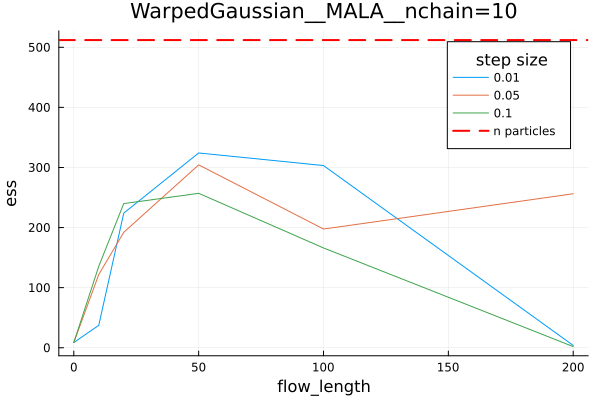 WarpedGaussian__MALA__nchain=10
500
400
300
200
100
0
ess
step size
0.01
0.05
0.1
n particles
0 50 100 150 200
flow_length